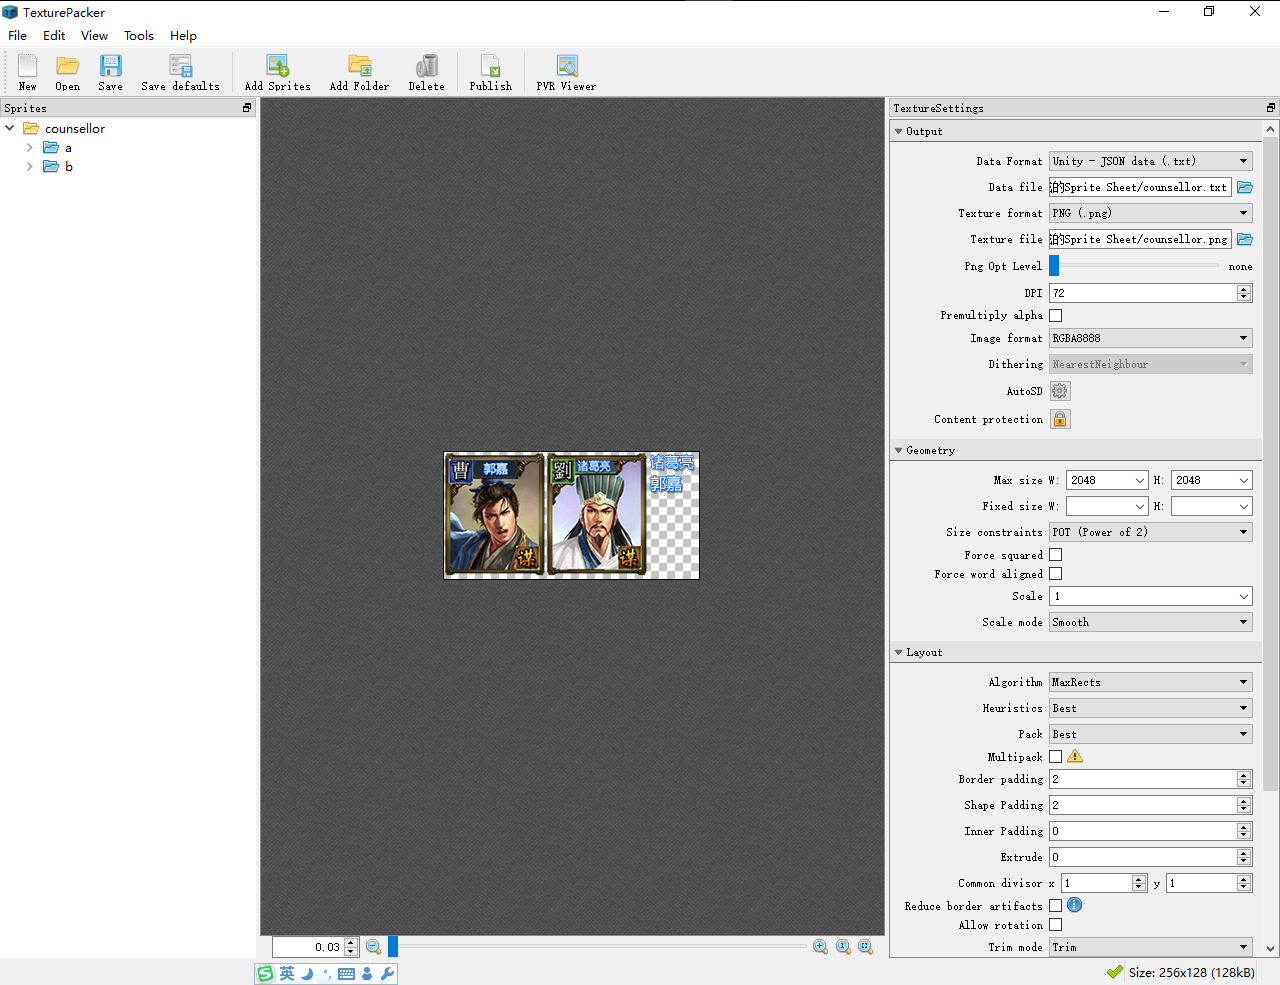 TexturePacker
File Edit View Tools Help
New Open Save Save defaults Add Sprites Add Folder Delete Publish PVR Viewer
Sprites
counsellor
a
b
曹 郭嘉 谋
劉 诸葛亮 谋
诸葛亮
郭嘉
0.03
英
TextureSettings
Output
Data Format Unity - JSON data (.txt)
Data file 的Sprite Sheet/counsellor.txt
Texture format PNG (.png)
Texture file 的Sprite Sheet/counsellor.png
Png Opt Level none
DPI 72
Premultiply alpha
Image format RGBA8888
Dithering NearestNeighbour
AutoSD
Content protection
Geometry
Max size W: 2048 H: 2048
Fixed size W: H:
Size constraints POT (Power of 2)
Force squared
Force word aligned
Scale 1
Scale mode Smooth
Layout
Algorithm MaxRects
Heuristics Best
Pack Best
Multipack
Border padding 2
Shape Padding 2
Inner Padding 0
Extrude 0
Common divisor x 1 y 1
Reduce border artifacts
Allow rotation
Trim mode Trim
Size: 256x128 (128kB)